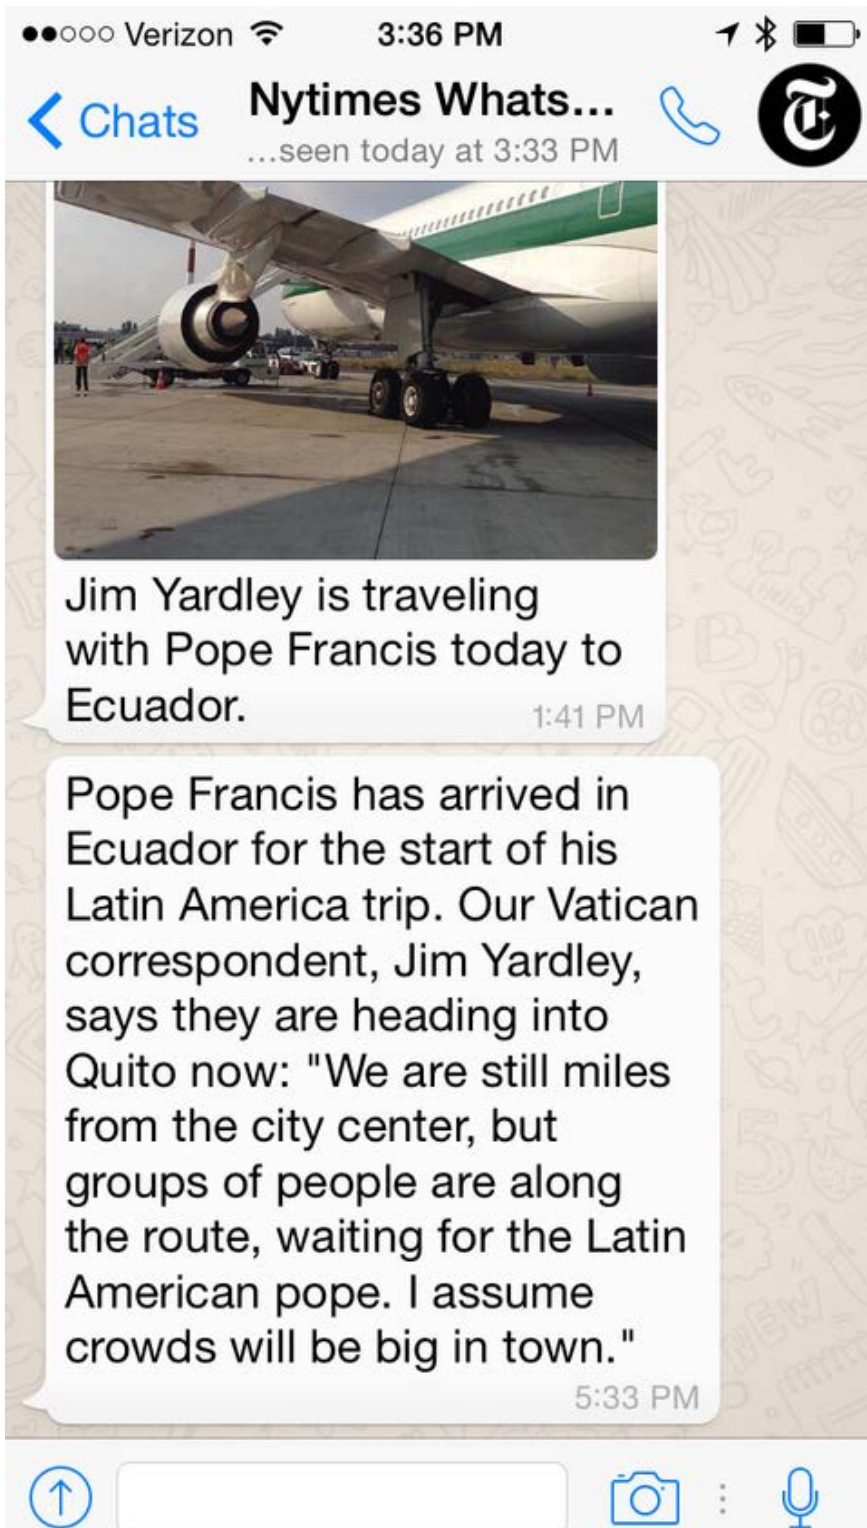 ●●○○○ Verizon 3:36 PM
Chats
Nytimes Whats...
...seen today at 3:33 PM
Jim Yardley is traveling
with Pope Francis today to
Ecuador.
1:41 PM
Pope Francis has arrived in
Ecuador for the start of his
Latin America trip. Our Vatican
correspondent, Jim Yardley,
says they are heading into
Quito now: "We are still miles
from the city center, but
groups of people are along
the route, waiting for the Latin
American pope. I assume
crowds will be big in town."
5:33 PM